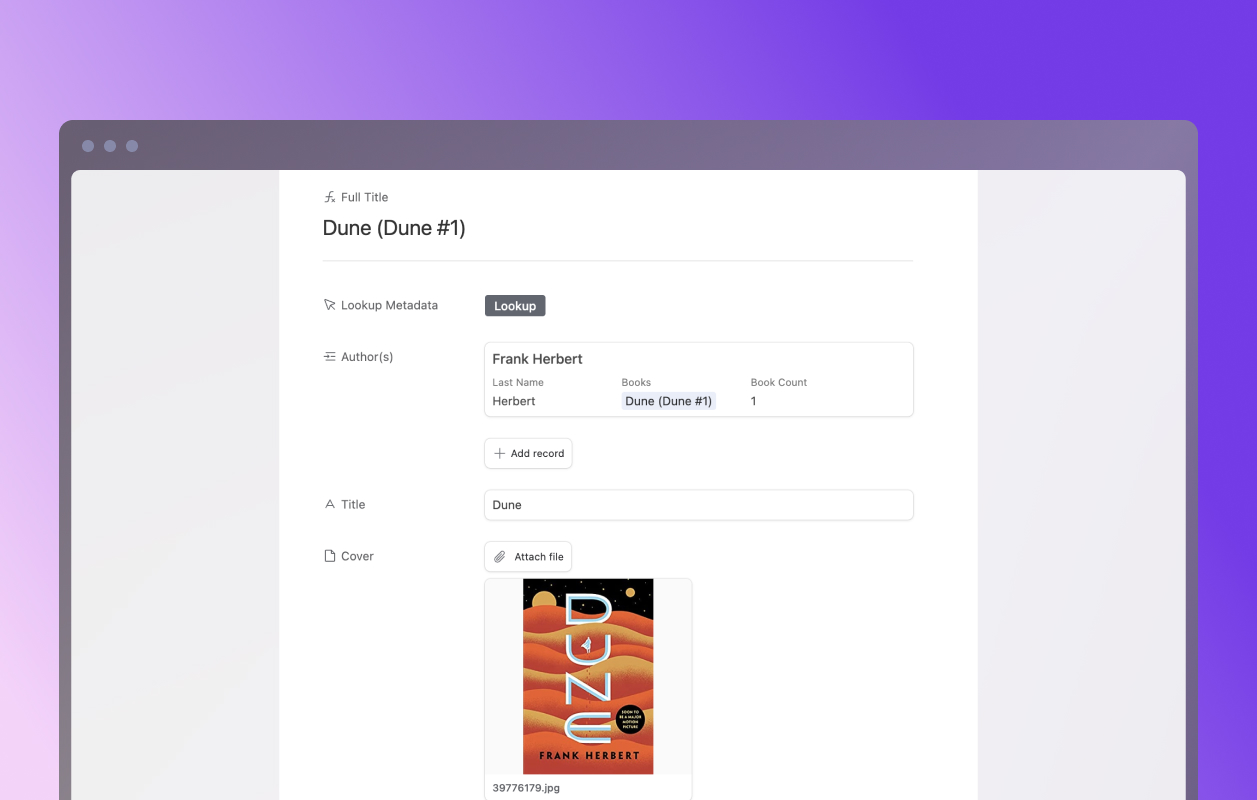 Full Title
Dune (Dune #1)
Lookup Metadata
Lookup
Author(s)
Frank Herbert
Last Name Books Book Count
Herbert Dune (Dune #1) 1
Add record
Title
Dune
Cover
Attach file
DUNE
SOON TO
BE A MAJOR
MOTION
PICTURE
FRANK HERBERT
39776179.jpg